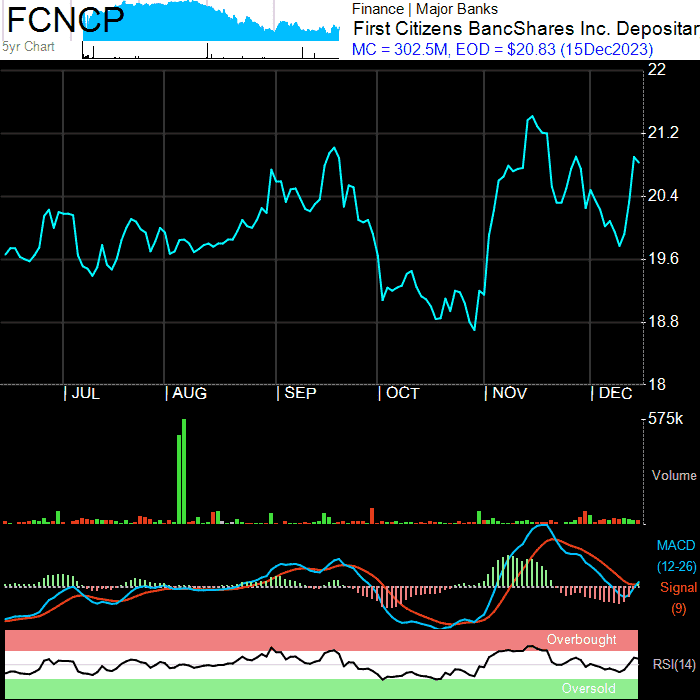 FCNCP
Finance | Major Banks
First Citizens BancShares Inc. Depositar
5yr Chart
MC = 302.5M, EOD = $20.83 (15Dec2023)
22
21.2
20.4
19.6
18.8
18
| JUL | AUG | SEP | OCT | NOV | DEC
575k
Volume
MACD
(12-26)
Signal
(9)
Overbought
RSI(14)
Oversold